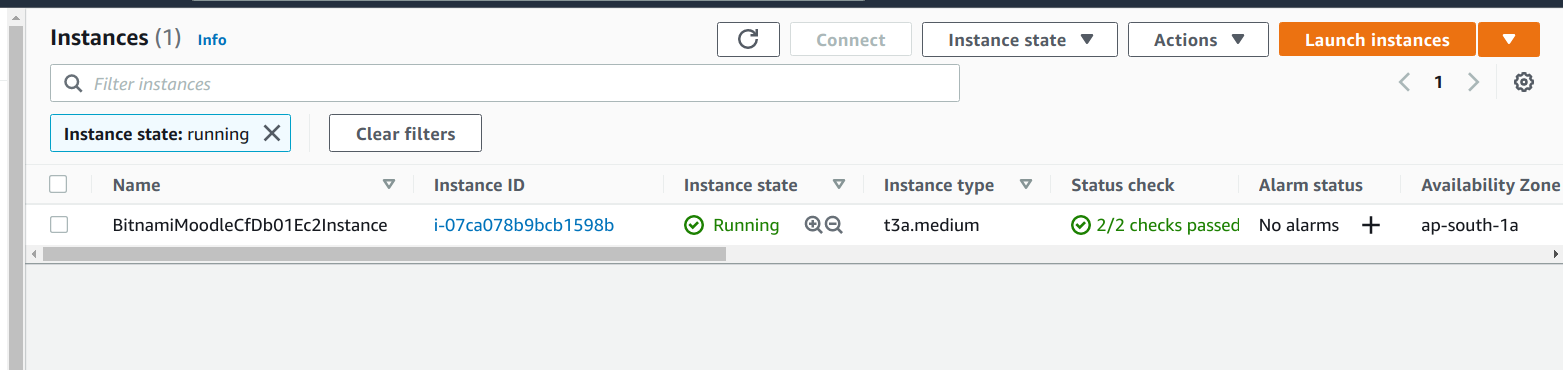 Instances (1) Info
Connect Instance state Actions Launch instances
Filter instances
1
Instance state: running Clear filters
Name Instance ID Instance state Instance type Status check Alarm status Availability Zone
BitnamiMoodleCfDb01Ec2Instance i-07ca078b9bcb1598b Running t3a.medium 2/2 checks passed No alarms ap-south-1a